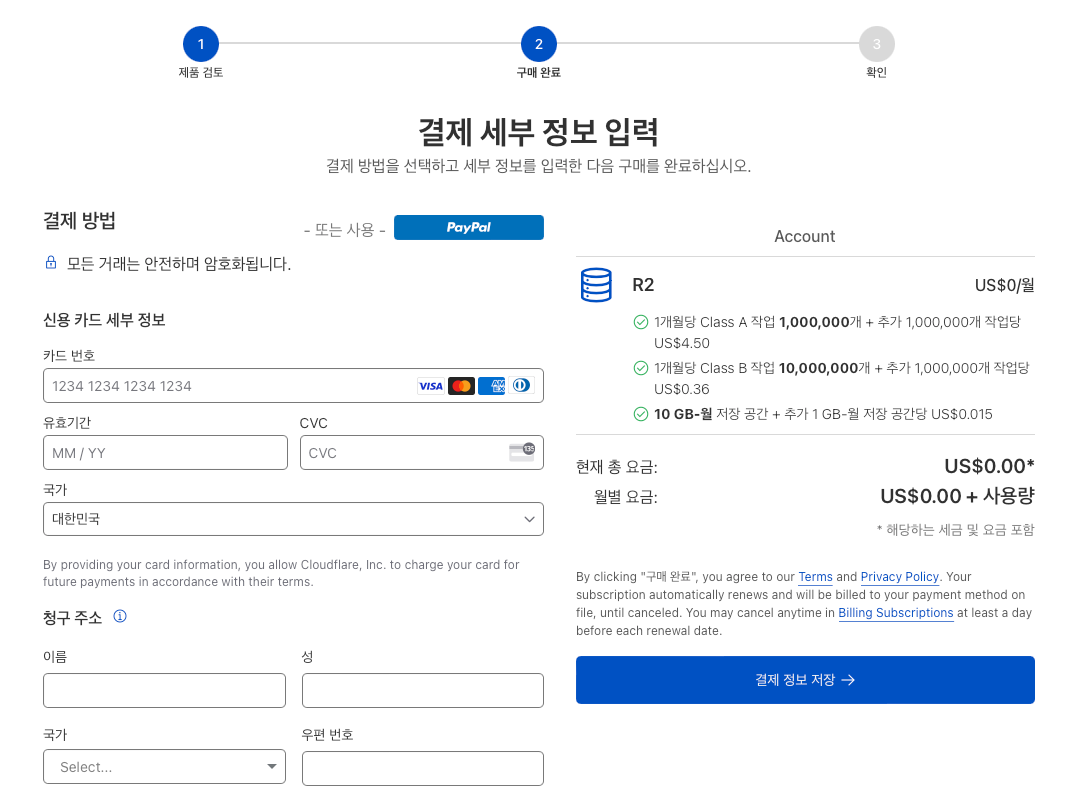 1
2
3
제품 검토
구매 완료
확인
결제 세부 정보 입력
결제 방법을 선택하고 세부 정보를 입력한 다음 구매를 완료하십시오.
결제 방법
- 또는 사용 -
PayPal
모든 거래는 안전하며 암호화됩니다.
신용 카드 세부 정보
카드 번호
1234 1234 1234 1234
VISA
AM
EX
유효기간
CVC
MM / YY
CVC
135
국가
대한민국
By providing your card information, you allow Cloudflare, Inc. to charge your card for
future payments in accordance with their terms.
청구 주소
이름
성
국가
우편 번호
Select...
Account
R2
US$0/월
1개월당 Class A 작업 1,000,000개 + 추가 1,000,000개 작업당
US$4.50
1개월당 Class B 작업 10,000,000개 + 추가 1,000,000개 작업당
US$0.36
10 GB-월 저장 공간 + 추가 1 GB-월 저장 공간당 US$0.015
현재 총 요금:
US$0.00*
월별 요금:
US$0.00 + 사용량
* 해당하는 세금 및 요금 포함
By clicking "구매 완료", you agree to our Terms and Privacy Policy. Your
subscription automatically renews and will be billed to your payment method on
file, until canceled. You may cancel anytime in Billing Subscriptions at least a day
before each renewal date.
결제 정보 저장 →